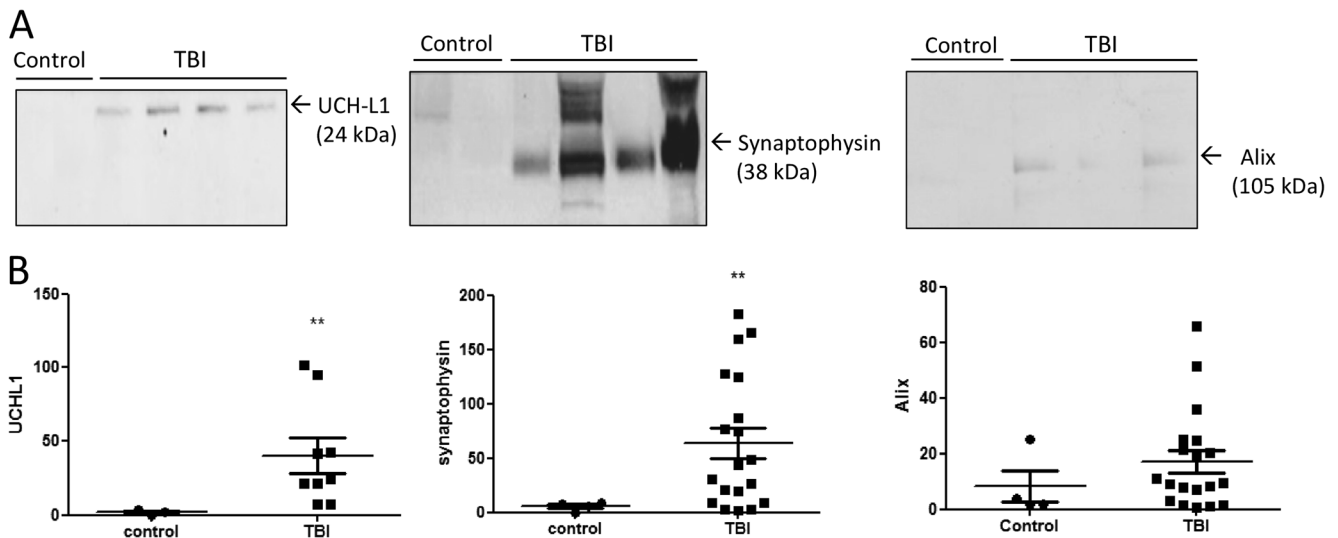 A
Control TBI
← UCH-L1
(24 kDa)
Control TBI
← Synaptophysin
(38 kDa)
Control TBI
← Alix
(105 kDa)
B
UCHL1
150
100
50
0
**
control TBI
synaptophysin
200
150
100
50
0
**
control TBI
Alix
80
60
40
20
0
Control TBI